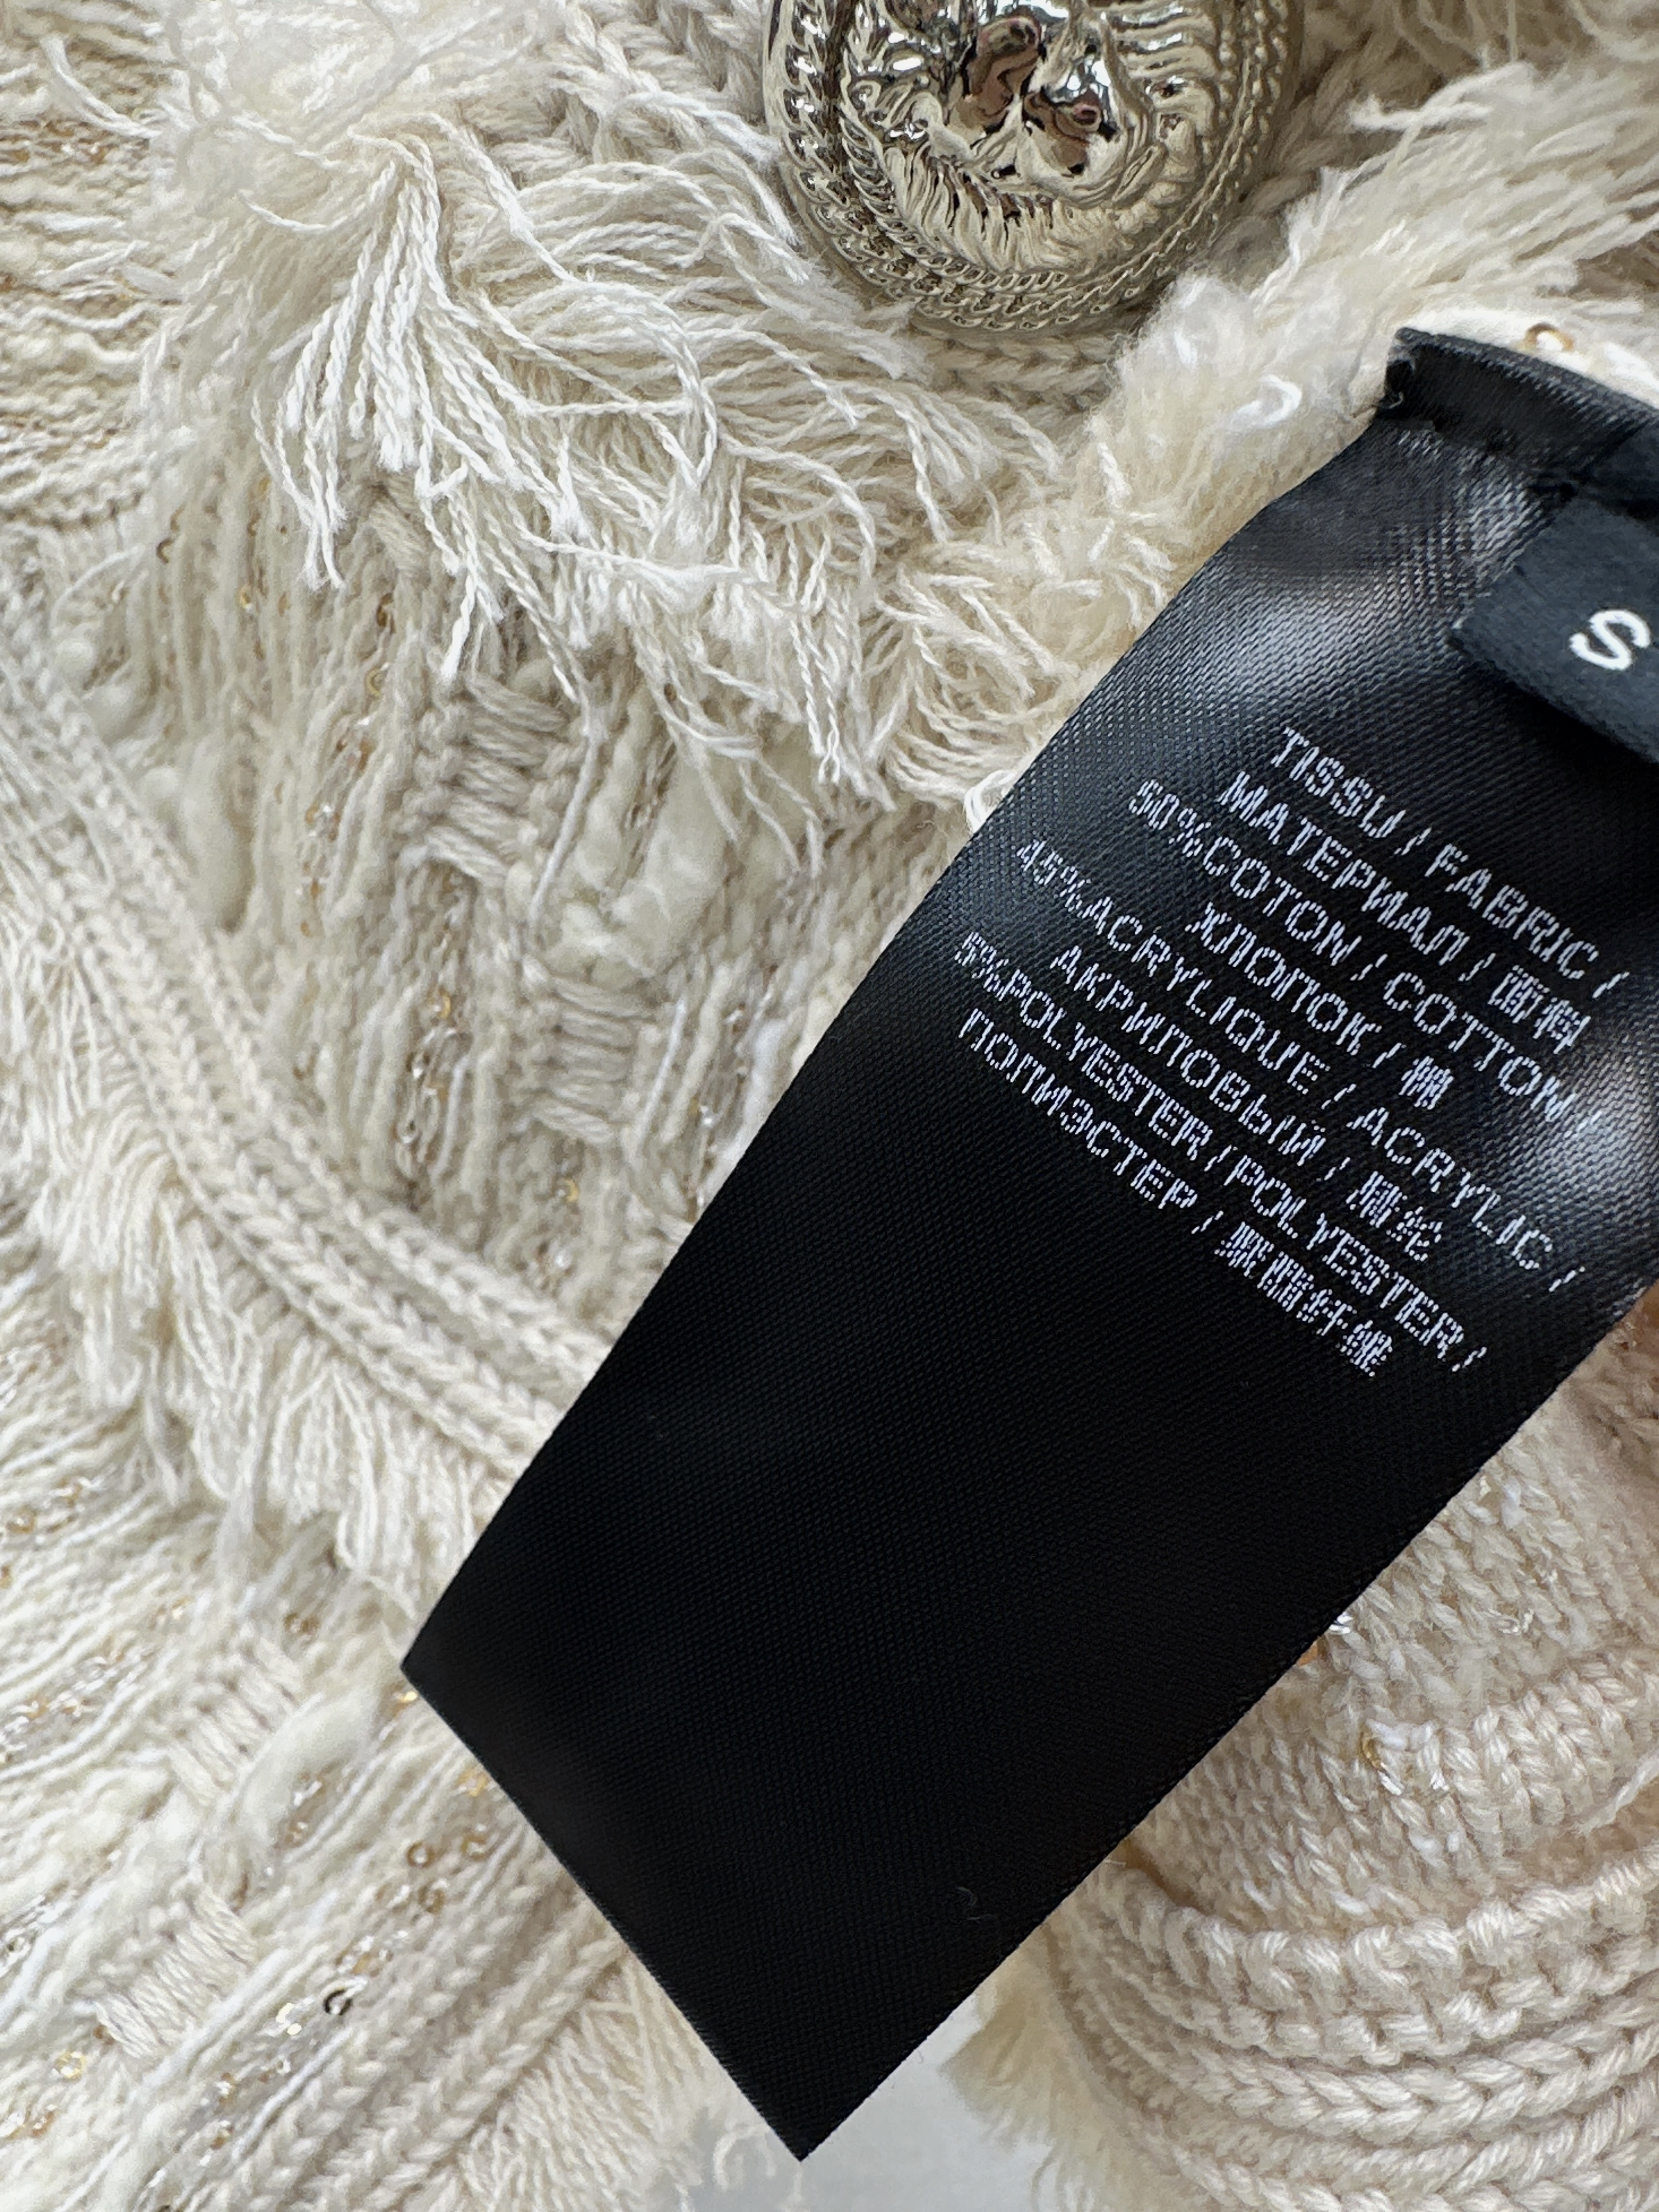 S
TISSU / FABRIC /
МАТЕРИАЛ / 面料
50%COTON / COTTON /
ХЛОПОК / 棉
45%ACRYLIQUE / ACRYLIC /
АКРИЛОВЫЙ / 腈纶
5%POLYESTER / POLYESTER /
ПОЛИЭСТЕР / 聚酯纤维